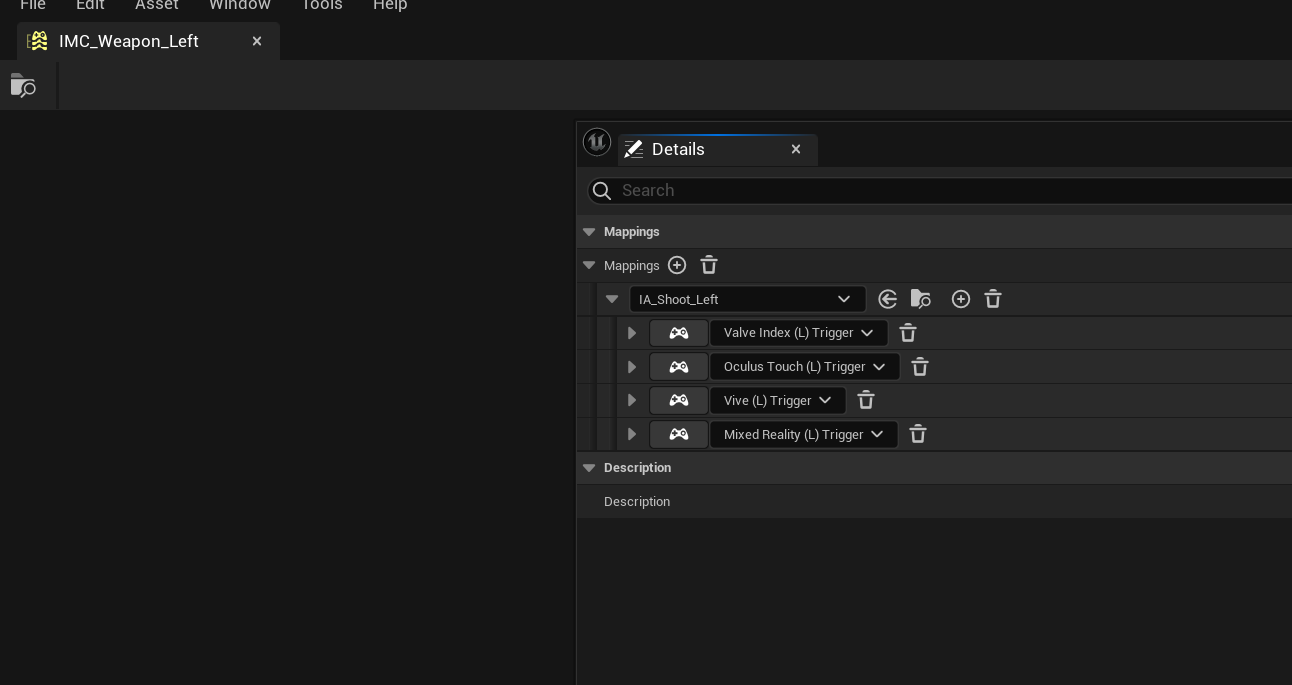 File Edit Asset Window Tools Help
IMC_Weapon_Left
Details
Search
Mappings
Mappings
IA_Shoot_Left
Valve Index (L) Trigger
Oculus Touch (L) Trigger
Vive (L) Trigger
Mixed Reality (L) Trigger
Description
Description